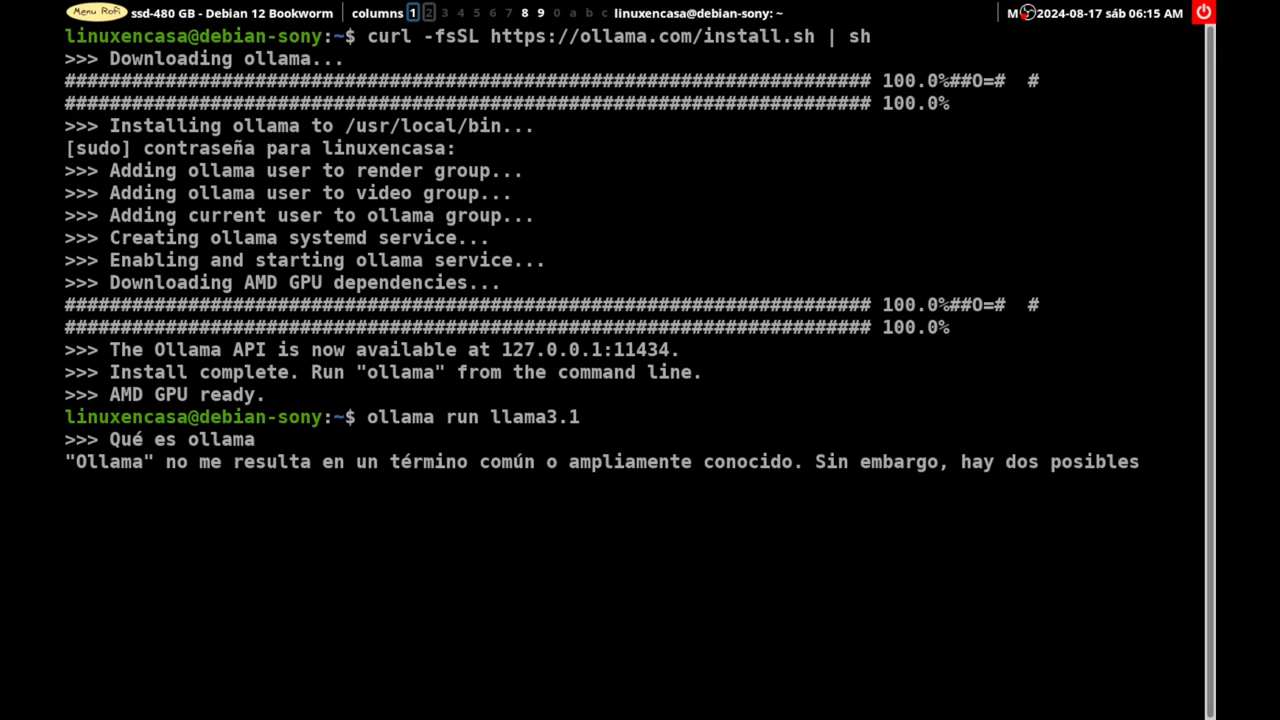 Menu Rofi ssd-480 GB - Debian 12 Bookworm columns 1 2 3 4 5 6 7 8 9 0 a b c linuxencasa@debian-sony: ~ M 2024-08-17 sáb 06:15 AM
linuxencasa@debian-sony:~$ curl -fsSL https://ollama.com/install.sh | sh
>>> Downloading ollama...
######################################################################## 100.0%##O=#  #
######################################################################## 100.0%
>>> Installing ollama to /usr/local/bin...
[sudo] contraseña para linuxencasa:
>>> Adding ollama user to render group...
>>> Adding ollama user to video group...
>>> Adding current user to ollama group...
>>> Creating ollama systemd service...
>>> Enabling and starting ollama service...
>>> Downloading AMD GPU dependencies...
######################################################################## 100.0%##O=#  #
######################################################################## 100.0%
>>> The Ollama API is now available at 127.0.0.1:11434.
>>> Install complete. Run "ollama" from the command line.
>>> AMD GPU ready.
linuxencasa@debian-sony:~$ ollama run llama3.1
>>> Qué es ollama
"Ollama" no me resulta en un término común o ampliamente conocido. Sin embargo, hay dos posibles